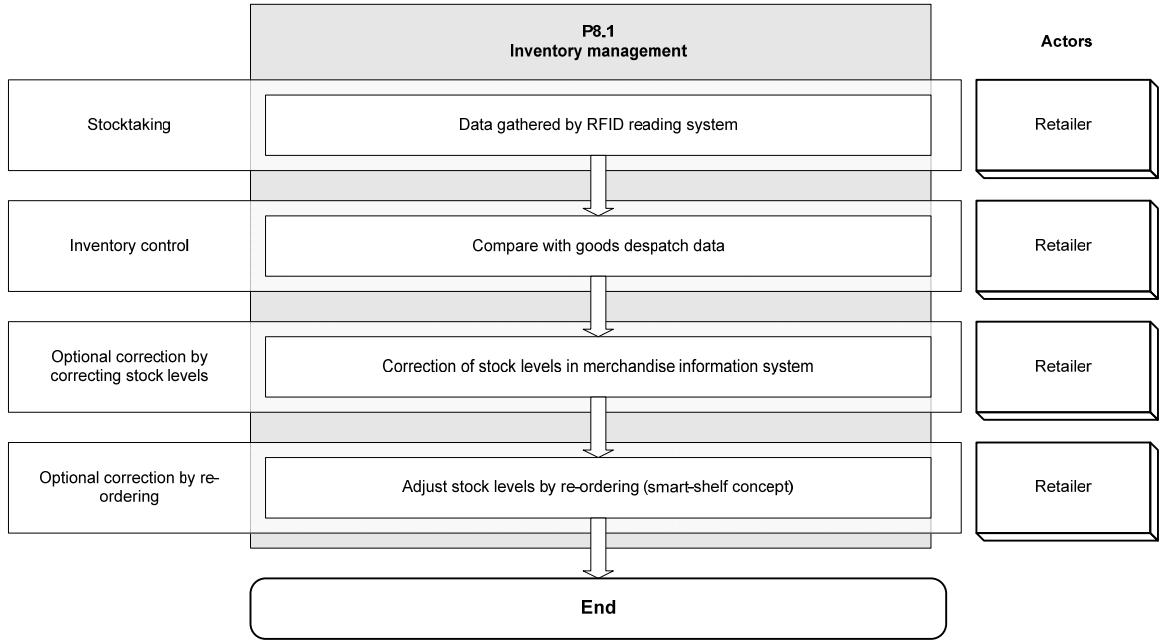 P8.1
Inventory management
Actors
Stocktaking
Data gathered by RFID reading system
Retailer
Inventory control
Compare with goods despatch data
Retailer
Optional correction by
correcting stock levels
Correction of stock levels in merchandise information system
Retailer
Optional correction by re-
ordering
Adjust stock levels by re-ordering (smart-shelf concept)
Retailer
End